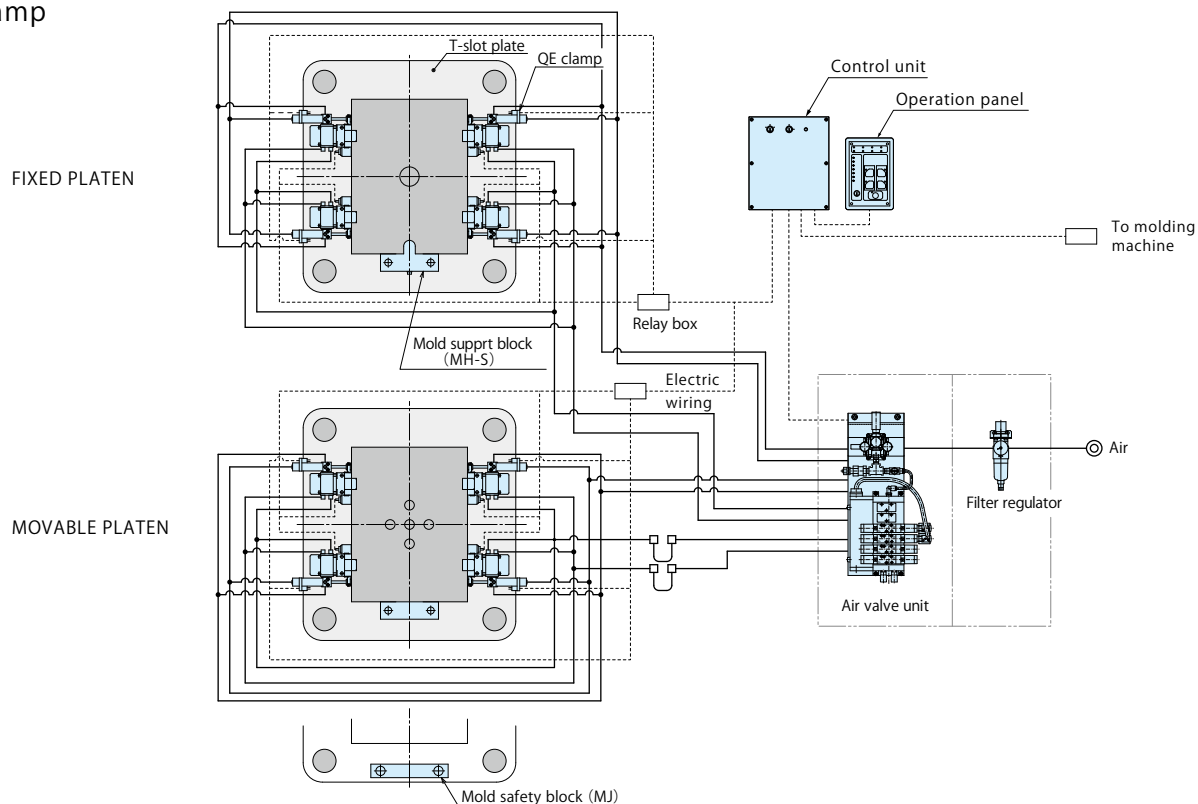 amp
T-slot plate
QE clamp
Control unit
Operation panel
FIXED PLATEN
To molding
machine
Relay box
Mold supprt block
(MH-S)
Electric
wiring
Air
Filter regulator
MOVABLE PLATEN
Air valve unit
Mold safety block (MJ)